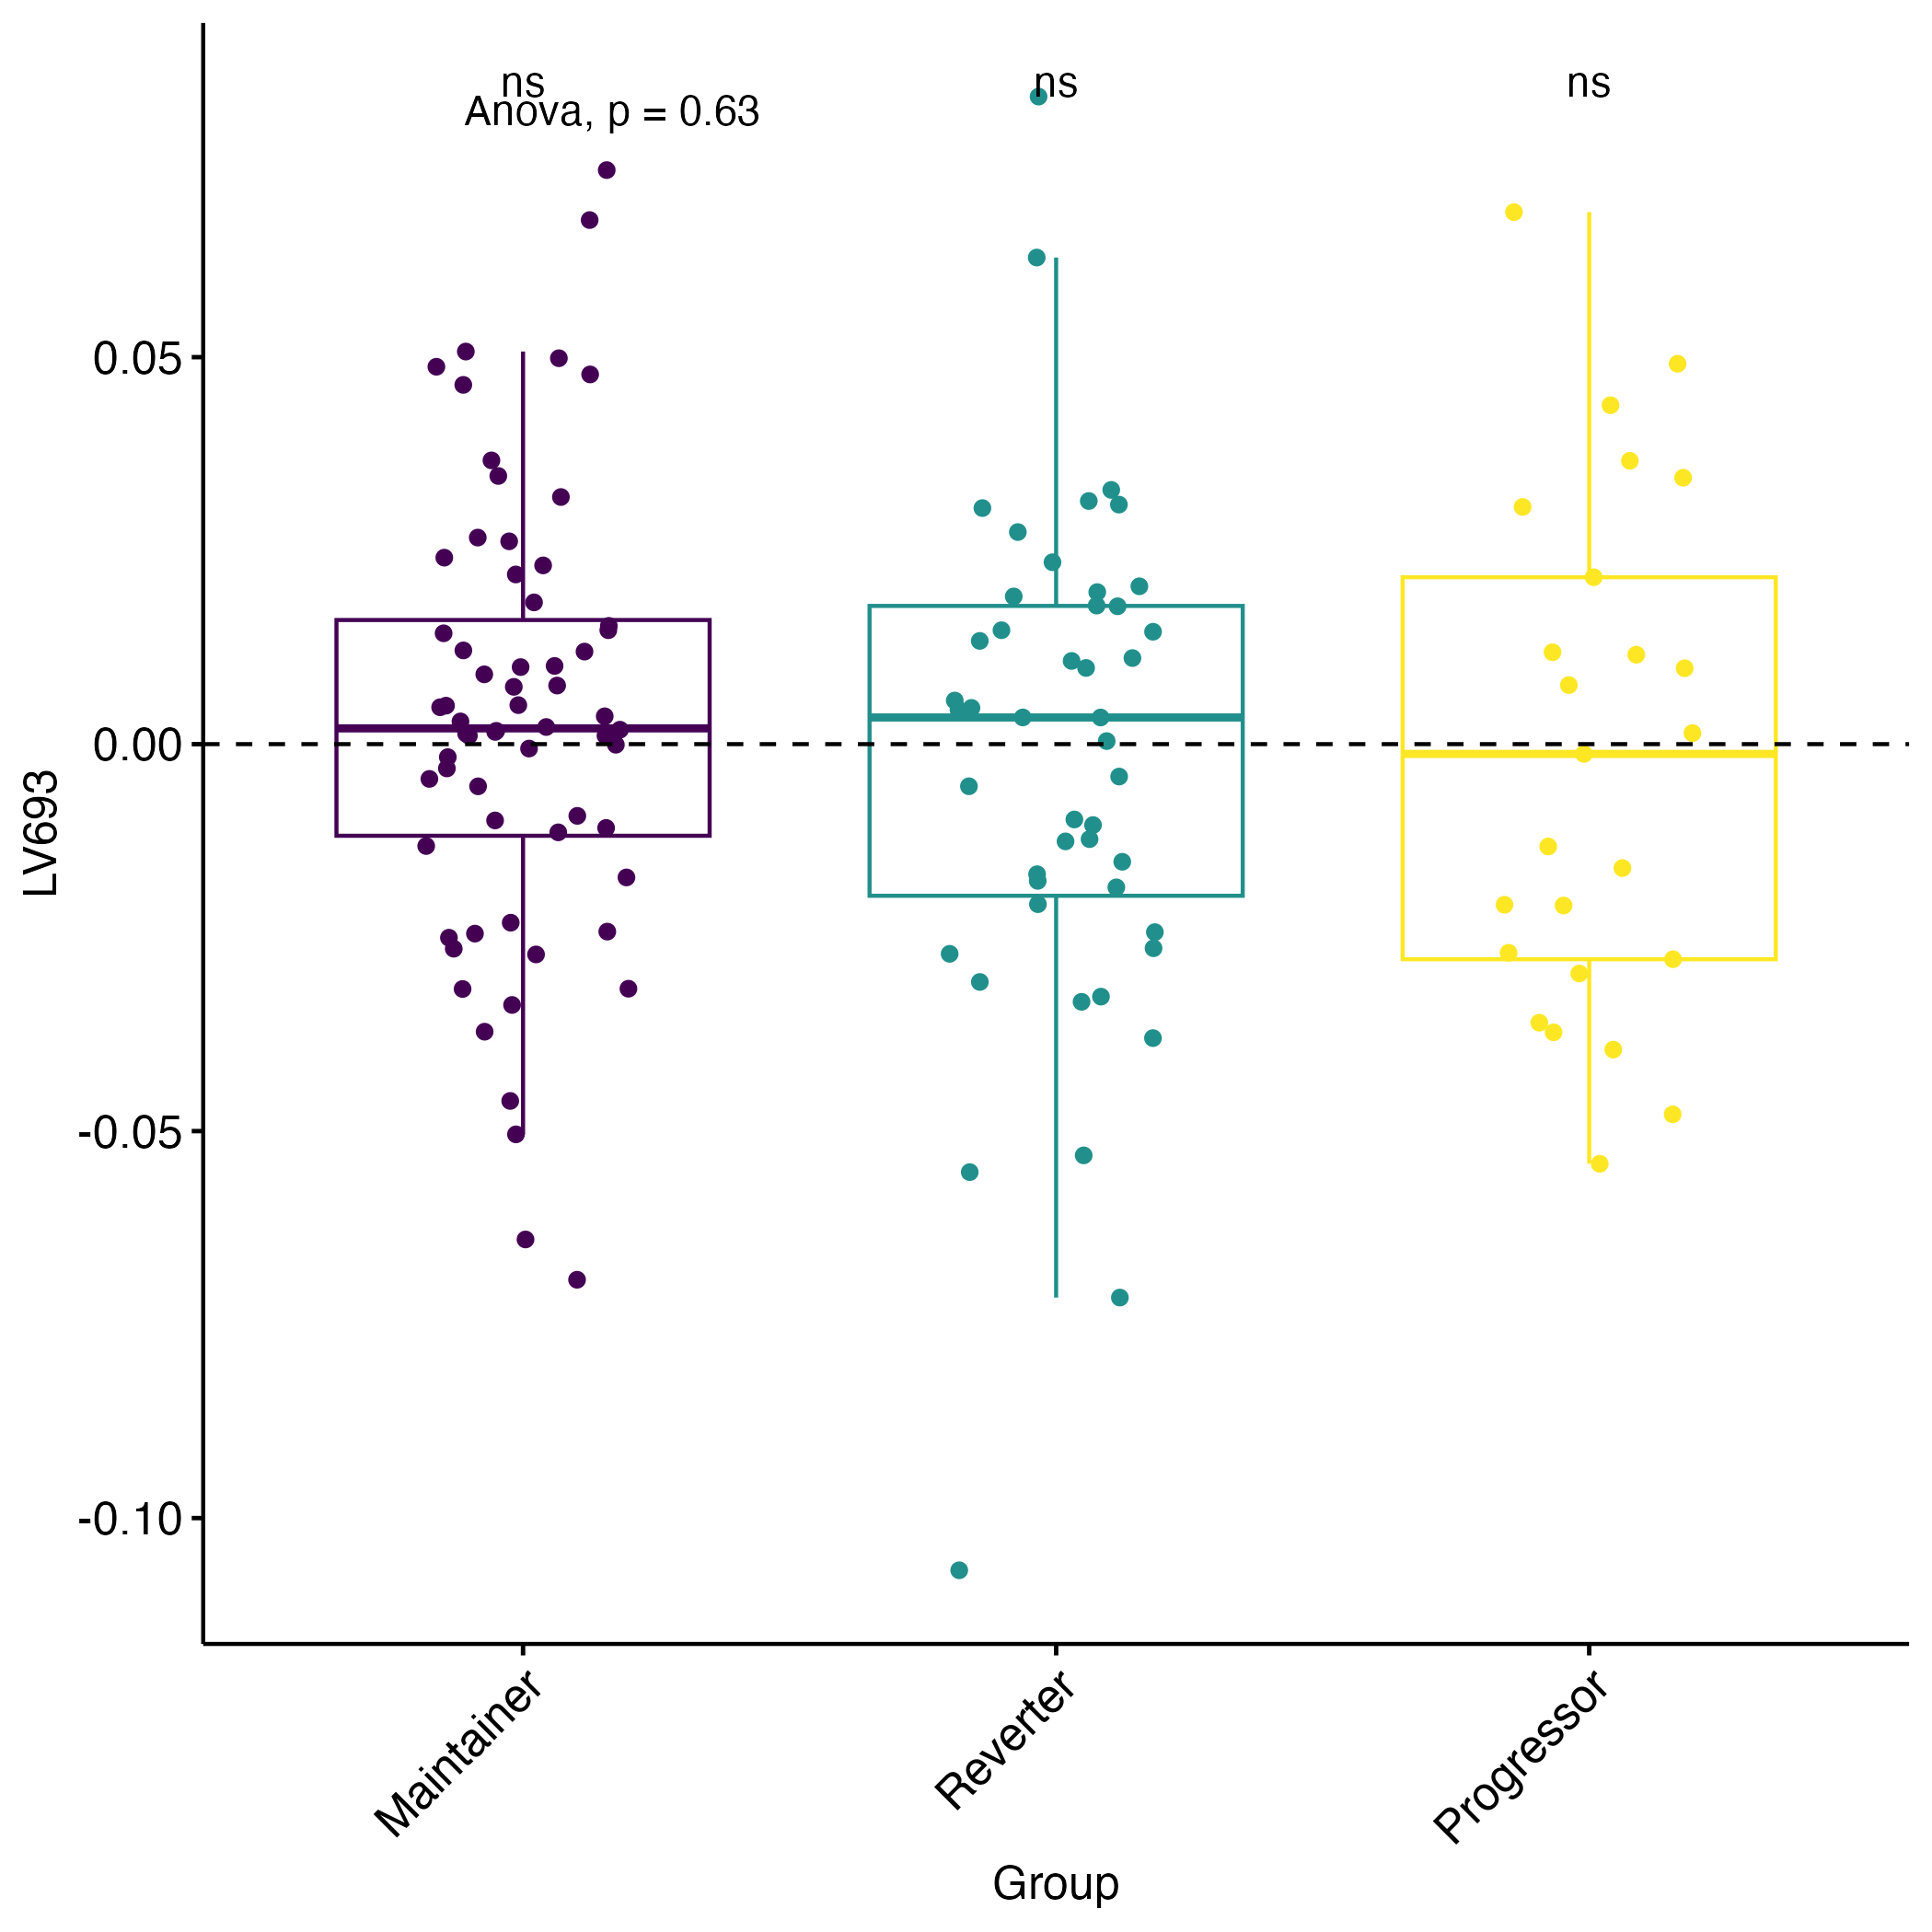 ns
ns
ns
Anova, p = 0.63
0.05
0.00
-0.05
-0.10
LV693
Maintainer
Reverter
Progressor
Group